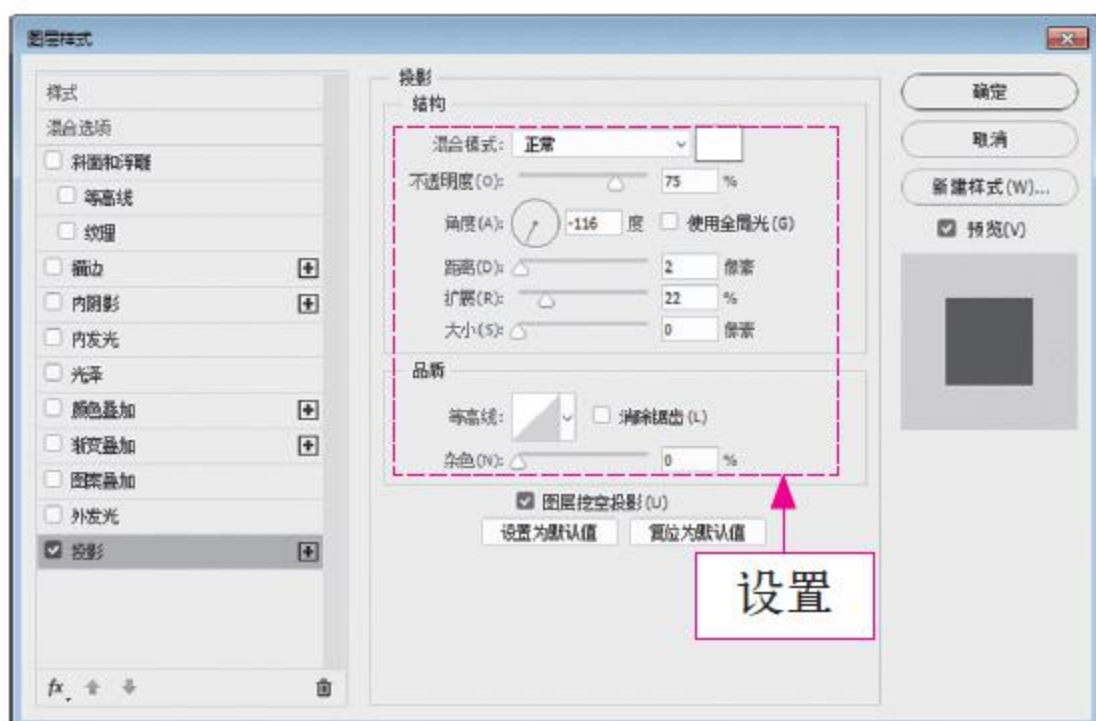 图层样式
样式
混合选项
斜面和浮雕
等高线
纹理
描边
内阴影
内发光
光泽
颜色叠加
渐变叠加
图案叠加
外发光
投影
fx
投影
结构
混合模式: 正常
不透明度(O): 75 %
角度(A): -116 度 使用全局光(G)
距离(D): 2 像素
扩展(R): 22 %
大小(S): 0 像素
品质
等高线: 消除锯齿(L)
杂色(N): 0 %
图层挖空投影(U)
设置为默认值 复位为默认值
设置
确定
取消
新建样式(W)...
预览(V)